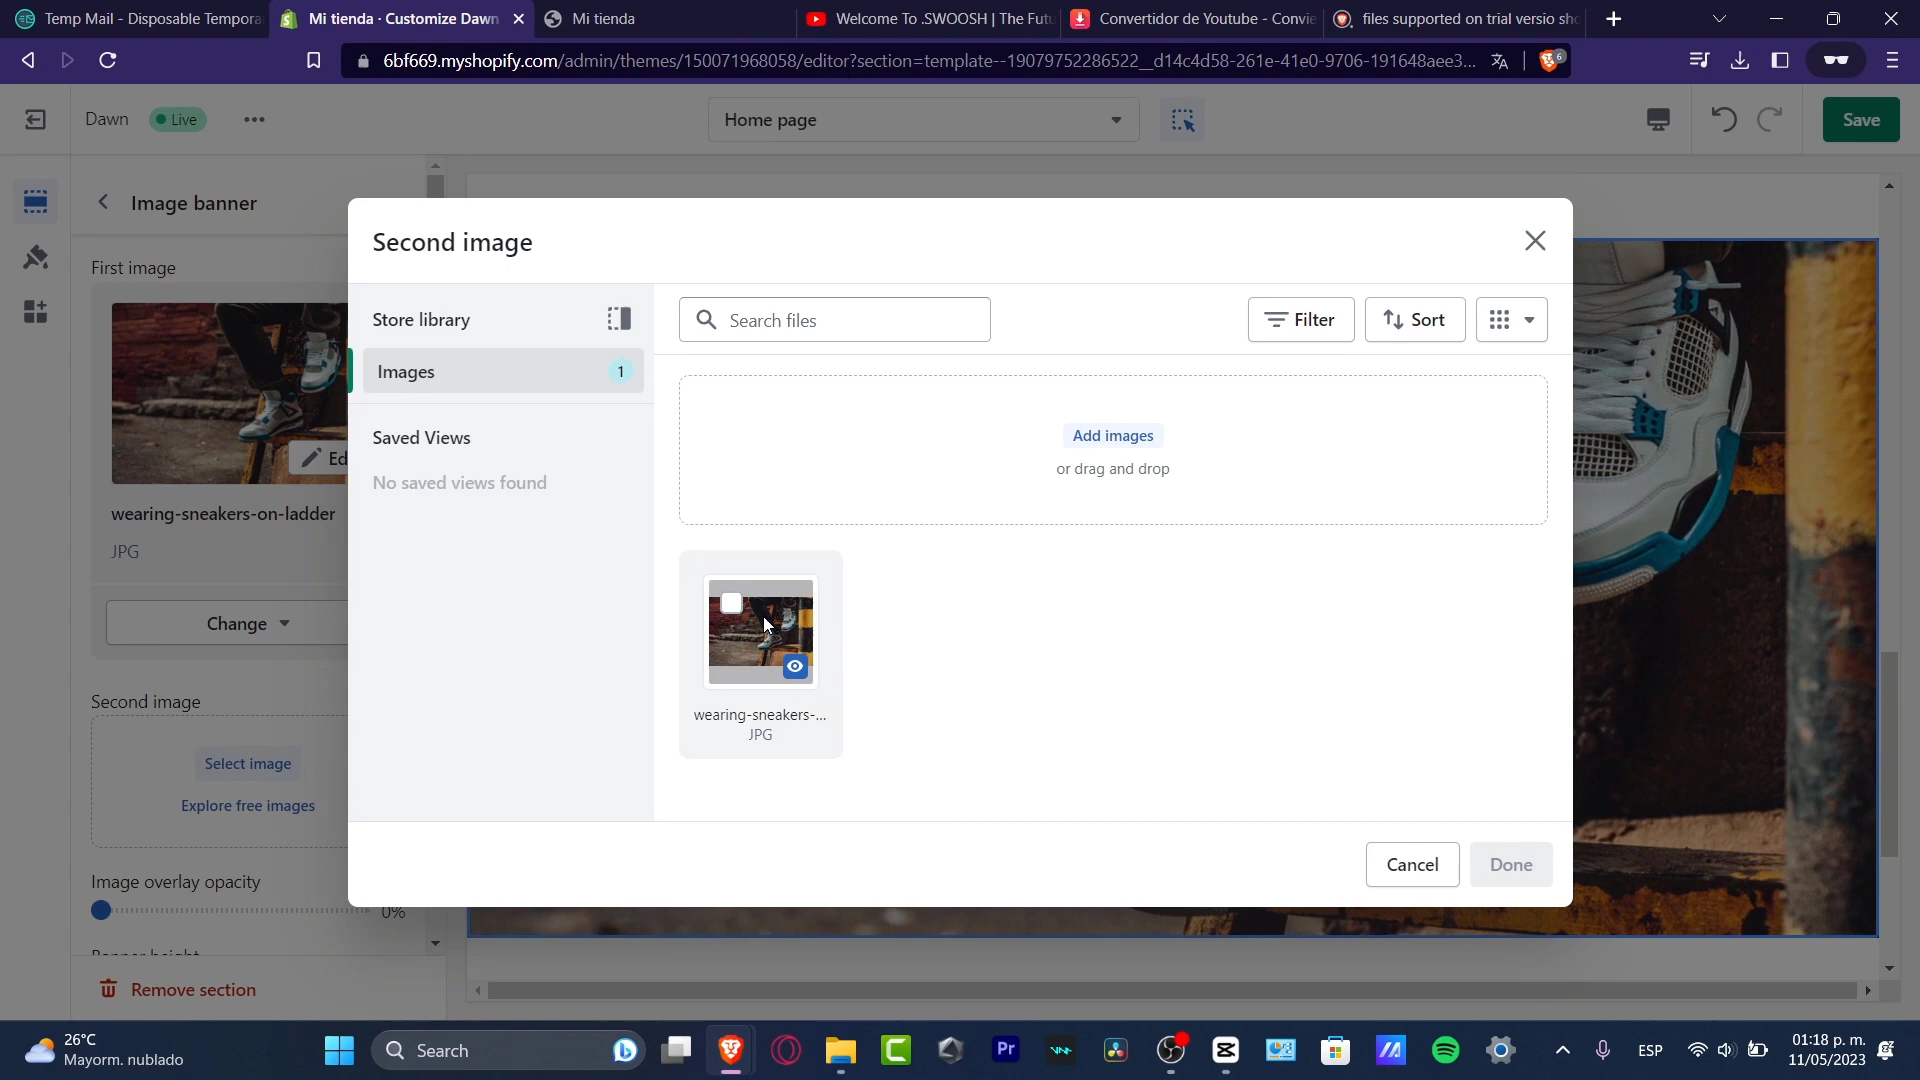 Temp Mail - Disposable Tempora
Mi tienda · Customize Dawn
Mi tienda
Welcome To .SWOOSH | The Futu
Convertidor de Youtube - Convie
files supported on trial versio sho
6bf669.myshopify.com/admin/themes/150071968058/editor?section=template--19079752286522__d14c4d58-261e-41e0-9706-191648aee3...
6
Dawn
Live
Home page
Save
Image banner
First image
Ed
wearing-sneakers-on-ladder
JPG
Change
Second image
Select image
Explore free images
Image overlay opacity
0%
Banner height
Remove section
Second image
Store library
Images
1
Saved Views
No saved views found
Search files
Filter
Sort
Add images
or drag and drop
wearing-sneakers-...
JPG
Cancel
Done
26°C
Mayorm. nublado
Search
Pr
ESP
01:18 p. m.
11/05/2023